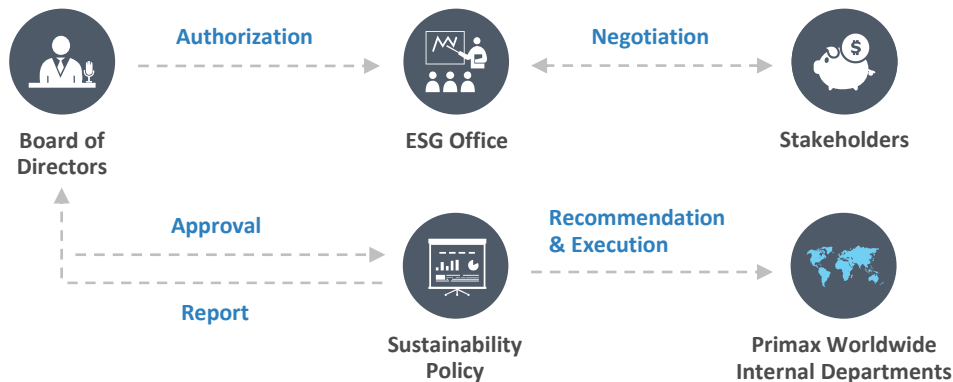 Authorization
Negotiation
$
Board of
Directors
ESG Office
Stakeholders
Approval
Recommendation
& Execution
Report
Sustainability
Policy
Primax Worldwide
Internal Departments